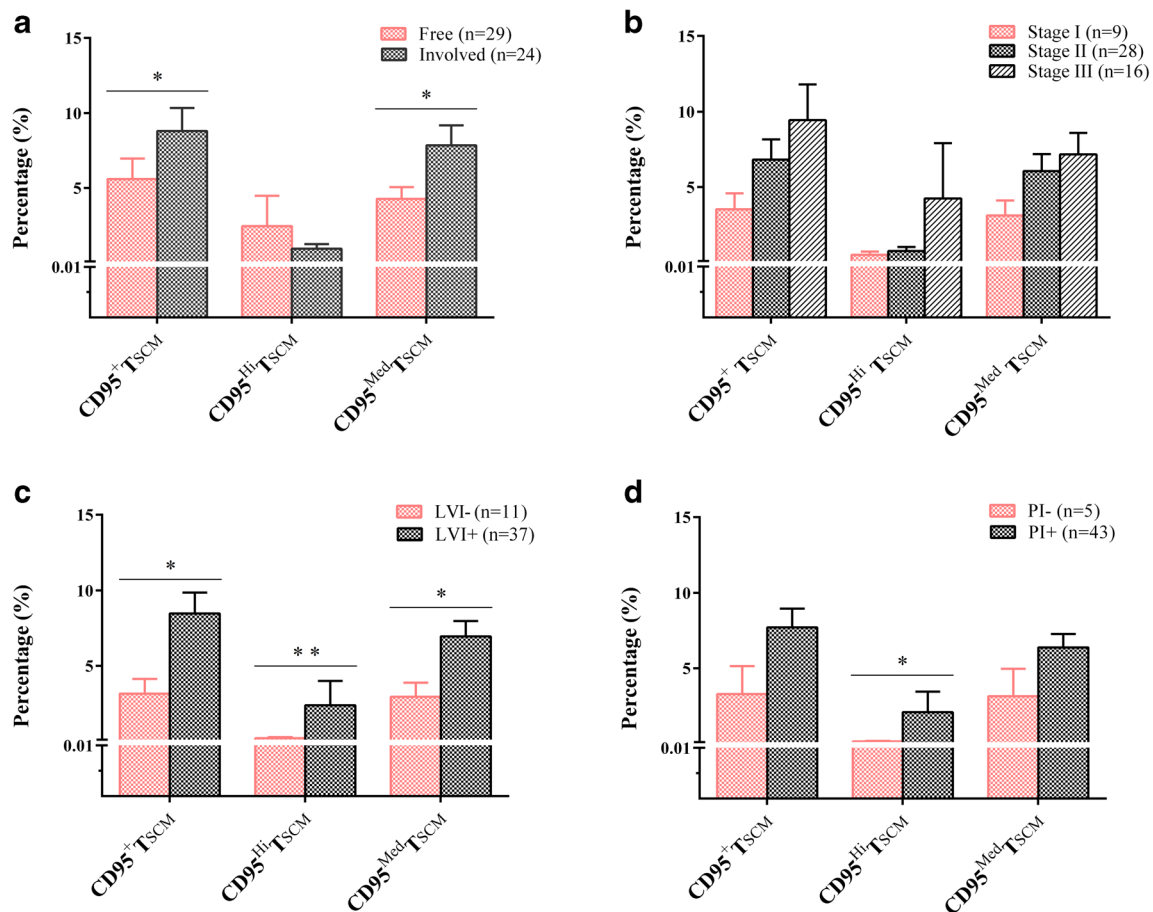 a
Free (n=29)
Involved (n=24)
Percentage (%)
15
10
5
0.01
*
*
CD95⁺TSCM
CD95ᴴⁱTSCM
CD95ᴹᵉᵈTSCM
b
Stage I (n=9)
Stage II (n=28)
Stage III (n=16)
Percentage (%)
15
10
5
0.01
CD95⁺ TSCM
CD95ᴴⁱ TSCM
CD95ᴹᵉᵈ TSCM
c
LVI- (n=11)
LVI+ (n=37)
Percentage (%)
15
10
5
0.01
*
* *
*
CD95⁺TSCM
CD95ᴴⁱTSCM
CD95ᴹᵉᵈTSCM
d
PI- (n=5)
PI+ (n=43)
Percentage (%)
15
10
5
0.01
*
CD95⁺TSCM
CD95ᴴⁱTSCM
CD95ᴹᵉᵈTSCM